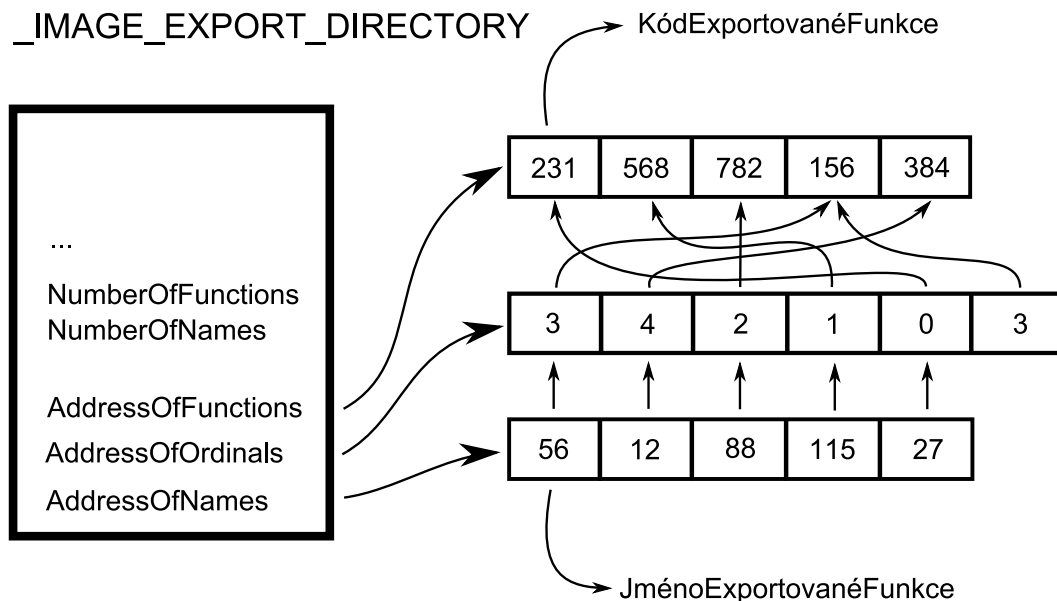 _IMAGE_EXPORT_DIRECTORY
KódExportovanéFunkce
231 568 782 156 384
...
NumberOfFunctions
NumberOfNames
3 4 2 1 0 3
AddressOfFunctions
AddressOfOrdinals
AddressOfNames
56 12 88 115 27
JménoExportovanéFunkce